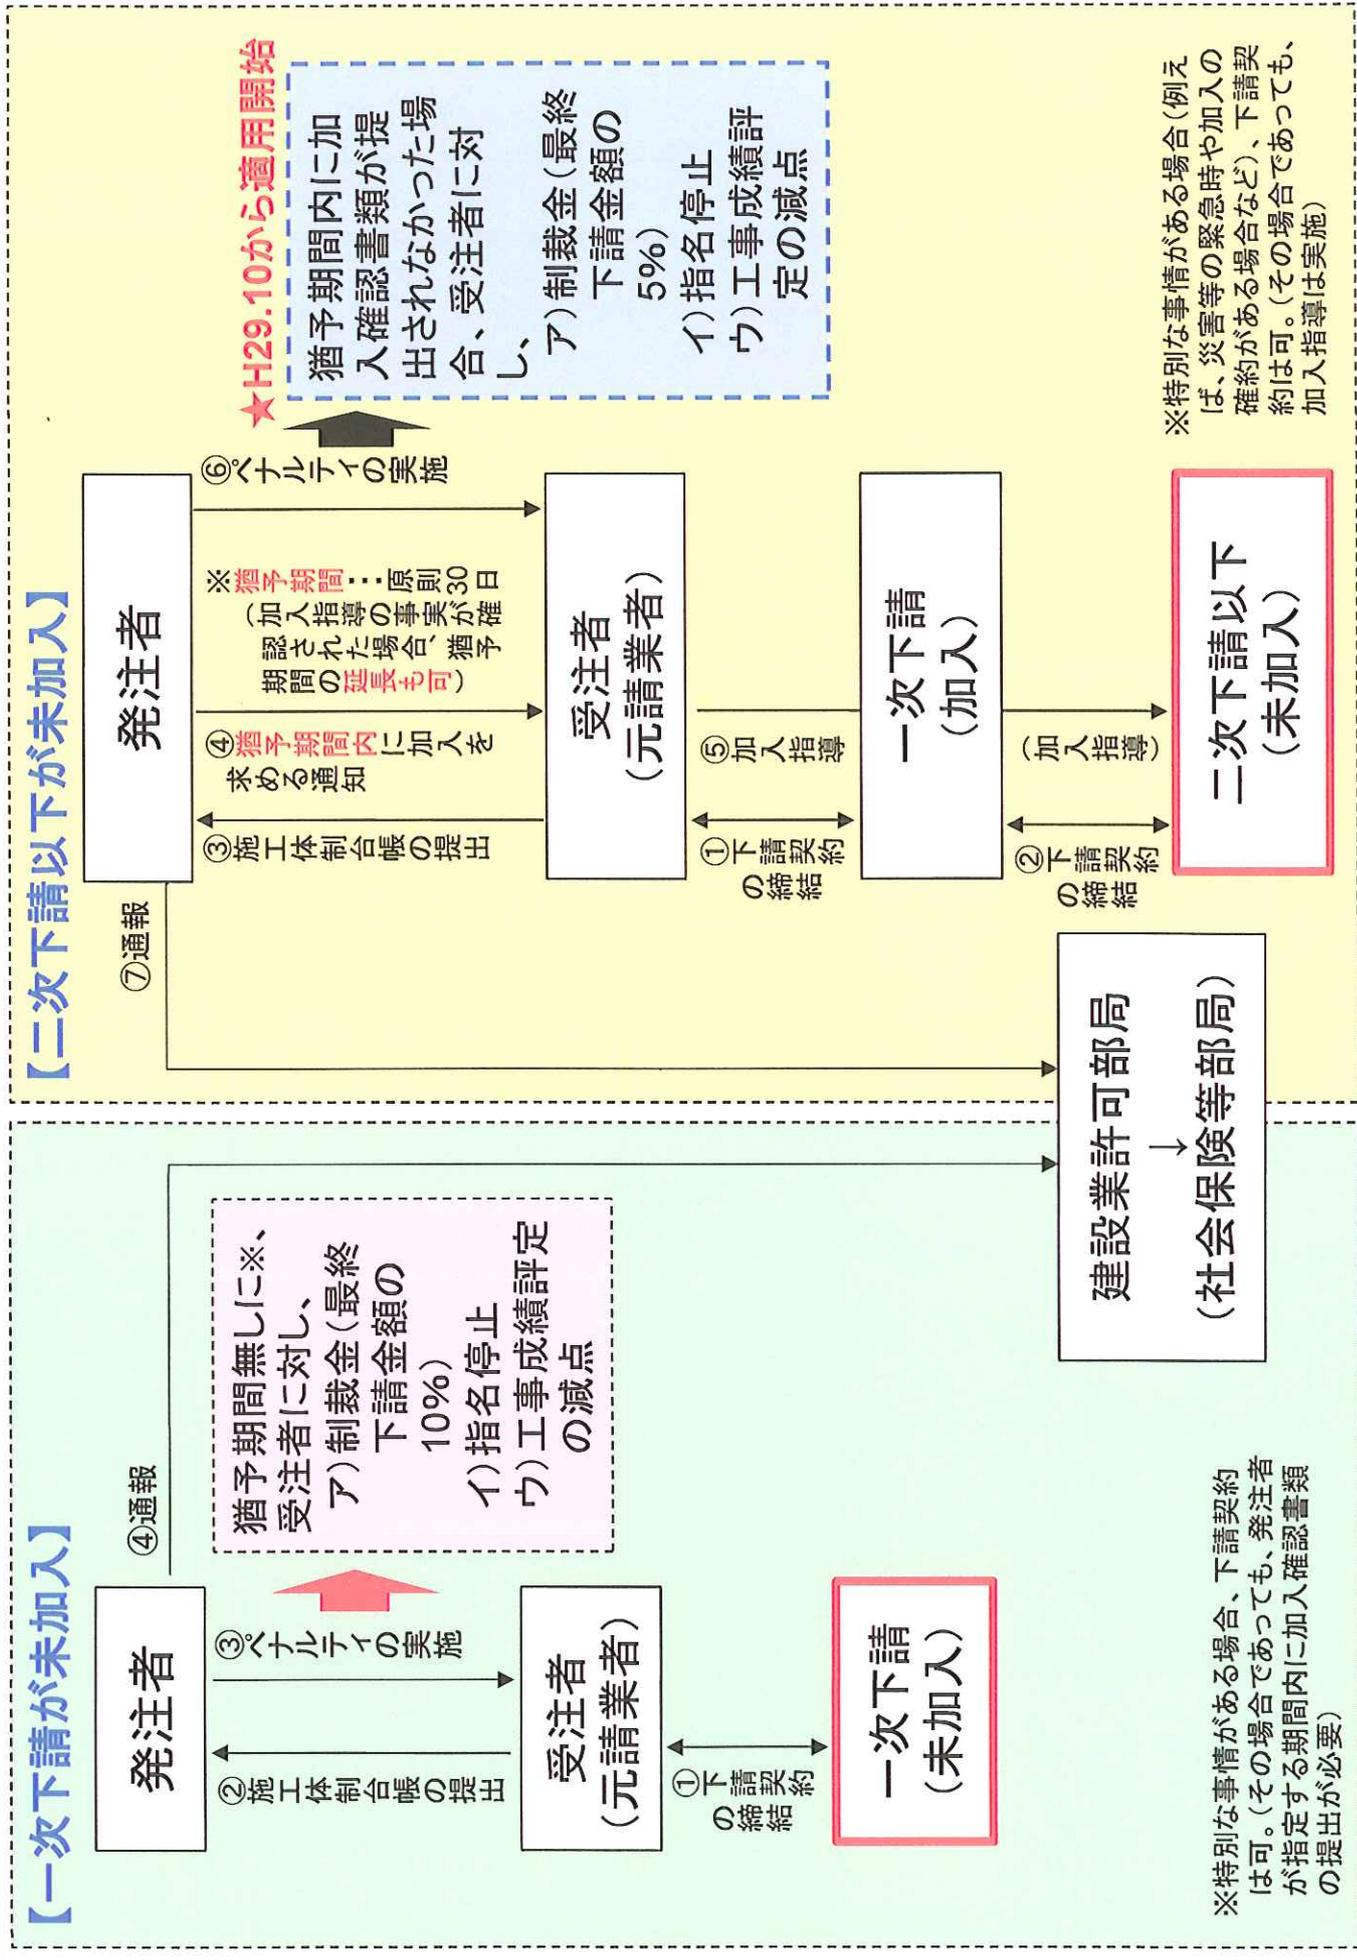 【一次下請が未加入】
発注者
④通報
②施工体制台帳の提出
③ペナルティの実施
猶予期間無しに※、
受注者に対し、
ア)制裁金(最終
下請金額の
10%)
イ)指名停止
ウ)工事成績評定
の減点
受注者
(元請業者)
①下請契約
の締結
一次下請
(未加入)
※特別な事情がある場合、下請契約
は可。(その場合であっても、発注者
が指定する期間内に加入確認書類
の提出が必要)
建設業許可部局
↓
(社会保険等部局)
【二次下請以下が未加入】
⑦通報
発注者
③施工体制台帳の提出
④猶予期間内に加入を
求める通知
※猶予期間・・・原則30日
(加入指導の事実が確
認された場合、猶予
期間の延長も可)
⑥ペナルティの実施
★H29.10から適用開始
猶予期間内に加
入確認書類が提
出されなかった場
合、受注者に対
し、
ア)制裁金(最終
下請金額の
5%)
イ)指名停止
ウ)工事成績評
定の減点
受注者
(元請業者)
①下請契約
の締結
⑤加入指導
一次下請
(加入)
②下請契約
の締結
(加入指導)
二次下請以下
(未加入)
※特別な事情がある場合(例え
ば、災害等の緊急時や加入の
確約がある場合など)、下請契
約は可。(その場合であっても、
加入指導は実施)